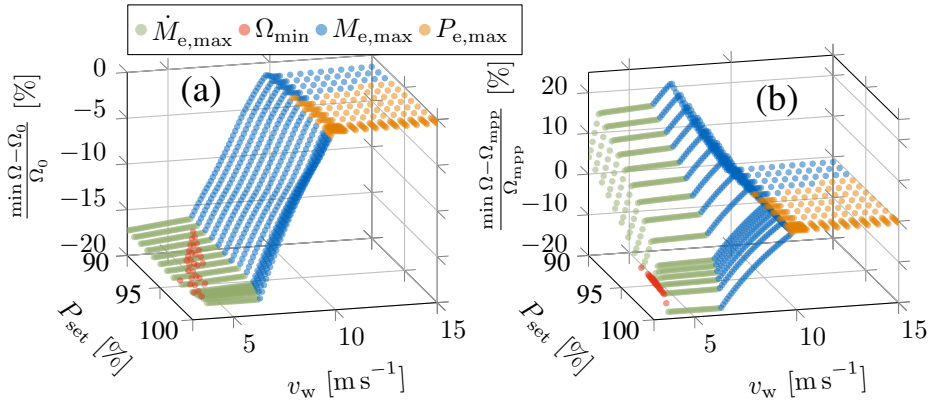 Ṁe,max Ωmin Me,max Pe,max
(a)
min Ω−Ω0 / Ω0 [%]
0
−5
−10
−15
−20
90
95
100
Pset [%]
5
10
15
vw [m s⁻¹]
(b)
min Ω−Ωmpp / Ωmpp [%]
20
10
0
−10
−20
90
95
100
Pset [%]
5
10
15
vw [m s⁻¹]